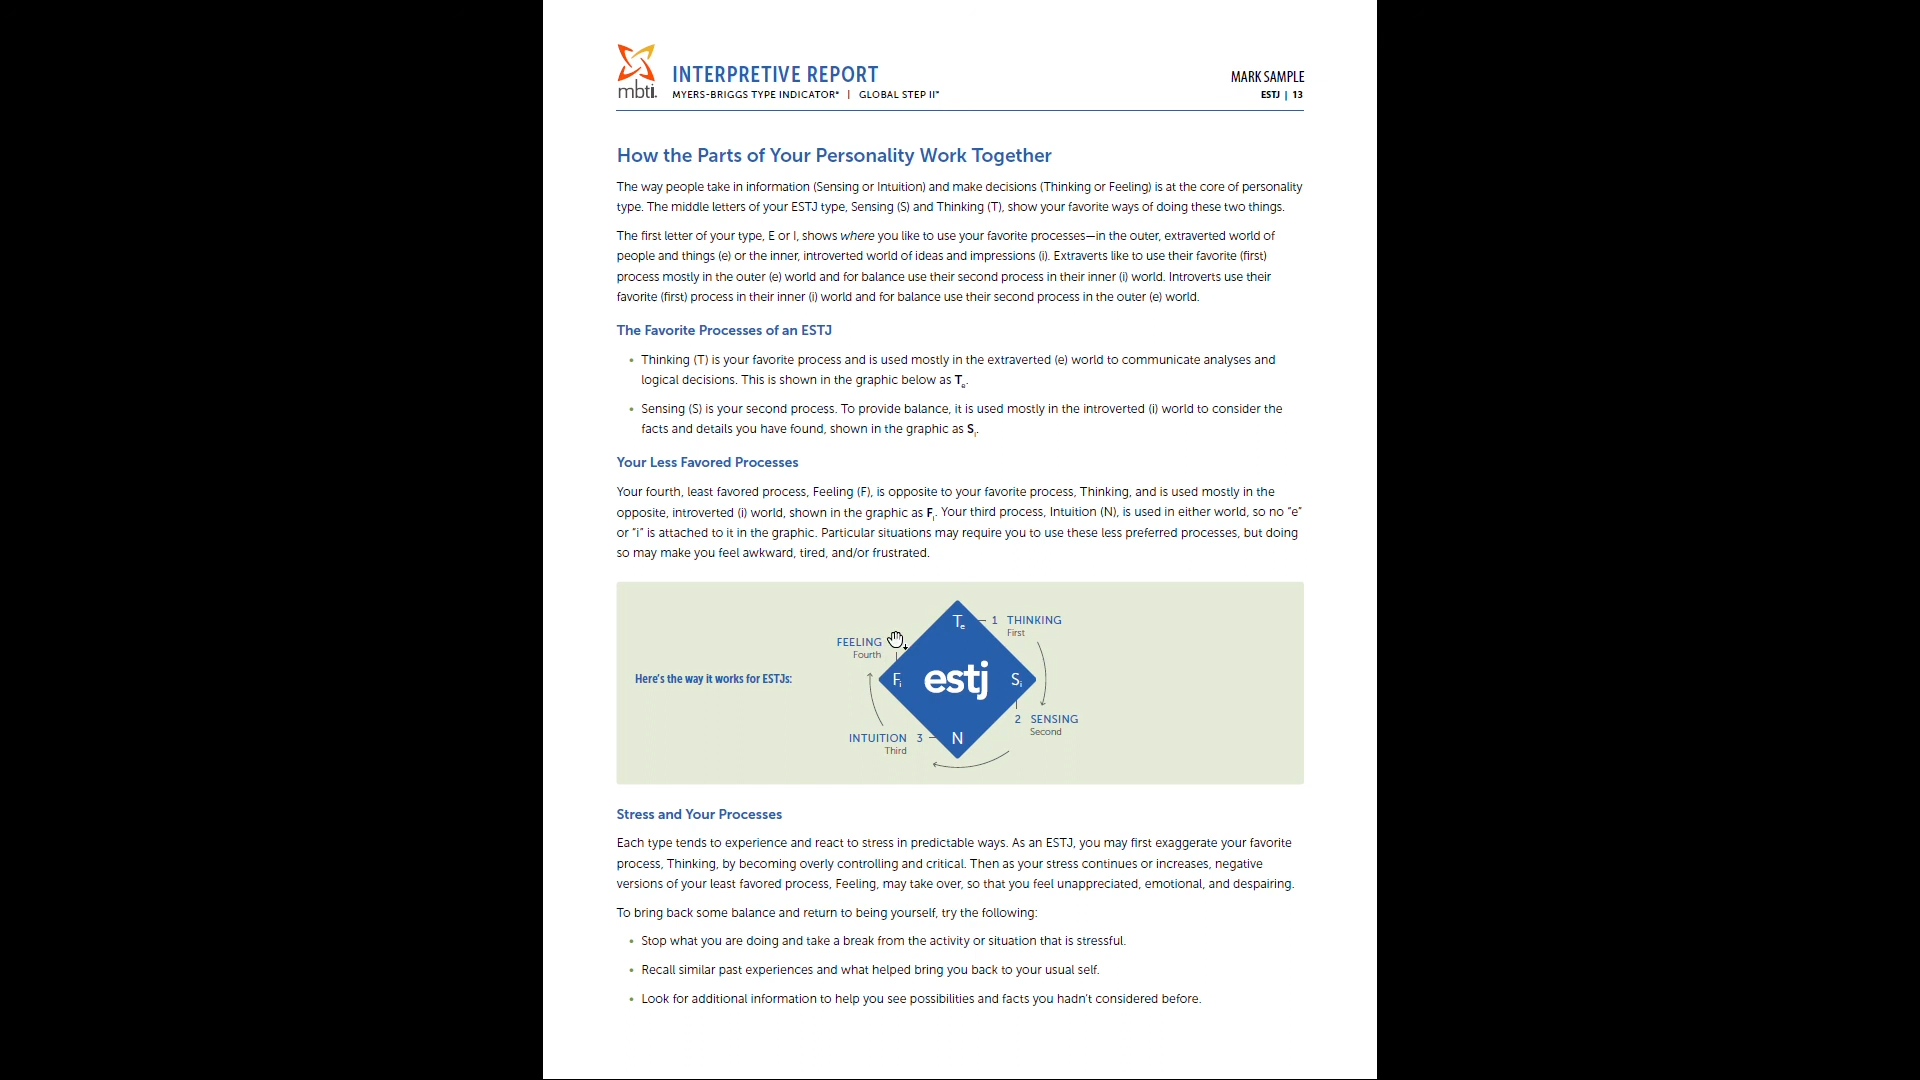 mbti.
INTERPRETIVE REPORT
MYERS-BRIGGS TYPE INDICATOR® | GLOBAL STEP II™
MARK SAMPLE
ESTJ | 13
How the Parts of Your Personality Work Together
The way people take in information (Sensing or Intuition) and make decisions (Thinking or Feeling) is at the core of personality
type. The middle letters of your ESTJ type, Sensing (S) and Thinking (T), show your favorite ways of doing these two things.
The first letter of your type, E or I, shows where you like to use your favorite processes—in the outer, extraverted world of
people and things (e) or the inner, introverted world of ideas and impressions (i). Extraverts like to use their favorite (first)
process mostly in the outer (e) world and for balance use their second process in their inner (i) world. Introverts use their
favorite (first) process in their inner (i) world and for balance use their second process in the outer (e) world.
The Favorite Processes of an ESTJ
• Thinking (T) is your favorite process and is used mostly in the extraverted (e) world to communicate analyses and
logical decisions. This is shown in the graphic below as Te.
• Sensing (S) is your second process. To provide balance, it is used mostly in the introverted (i) world to consider the
facts and details you have found, shown in the graphic as Si.
Your Less Favored Processes
Your fourth, least favored process, Feeling (F), is opposite to your favorite process, Thinking, and is used mostly in the
opposite, introverted (i) world, shown in the graphic as Fi. Your third process, Intuition (N), is used in either world, so no "e"
or "i" is attached to it in the graphic. Particular situations may require you to use these less preferred processes, but doing
so may make you feel awkward, tired, and/or frustrated.
Here's the way it works for ESTJs:
Te
1 THINKING
First
FEELING
Fourth
Fi
estj
Si
2 SENSING
Second
INTUITION 3
Third
N
Stress and Your Processes
Each type tends to experience and react to stress in predictable ways. As an ESTJ, you may first exaggerate your favorite
process, Thinking, by becoming overly controlling and critical. Then as your stress continues or increases, negative
versions of your least favored process, Feeling, may take over, so that you feel unappreciated, emotional, and despairing.
To bring back some balance and return to being yourself, try the following:
• Stop what you are doing and take a break from the activity or situation that is stressful.
• Recall similar past experiences and what helped bring you back to your usual self.
• Look for additional information to help you see possibilities and facts you hadn't considered before.